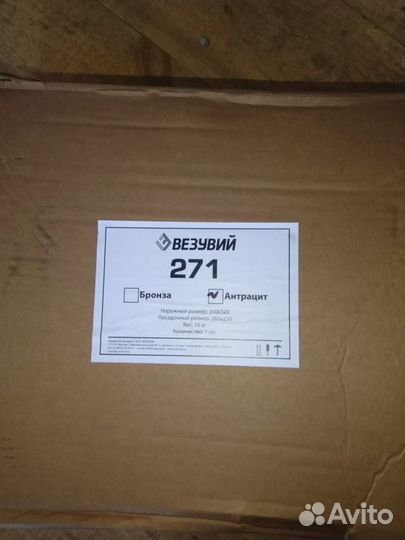 ВЕЗУВИЙ
271
Бронза Антрацит
Наружный размер: 350х320
Посадочный размер: 260х250
Вес: 10 кг
Количество: 1 шт.
Avito